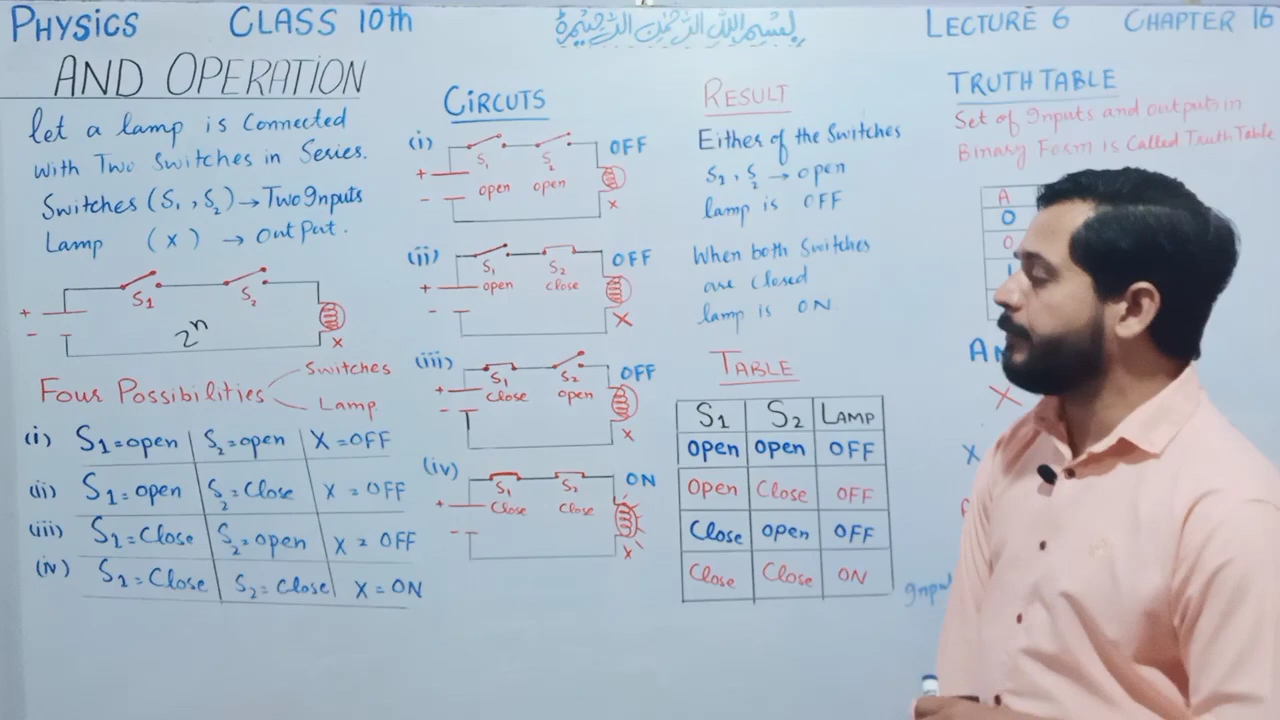 PHYSICS CLASS 10th
بِسْمِ اللهِ الرَّحْمٰنِ الرَّحِيْمِ
LECTURE 6 CHAPTER 16
AND OPERATION
let a lamp is Connected
with Two Switches in Series.
Switches (S₁, S₂) → Two Inputs
Lamp (X) → Out Put.
S₁ S₂
+
-
2ⁿ
X
Four Possibilities
Switches
Lamp
(i) S₁=open S₂=open X=OFF
(ii) S₁=open S₂=Close X=OFF
(iii) S₁=Close S₂=open X=OFF
(iv) S₁=Close S₂=Close X=ON
CIRCUTS
(i) S₁ S₂ OFF
+ open open
- X
(ii) S₁ S₂ OFF
+ open close
- X
(iii) S₁ S₂ OFF
+ close open
- X
(iv) S₁ S₂ ON
+ Close Close
- X
RESULT
Either of the Switches
S₁, S₂ → open
lamp is OFF
When both Switches
are Closed
lamp is ON
TABLE
S₁ S₂ LAMP
Open Open OFF
Open Close OFF
Close Open OFF
Close Close ON
TRUTH TABLE
Set of Inputs and outputs in
Binary Form is Called Truth Table
A
0
0
1
X
X